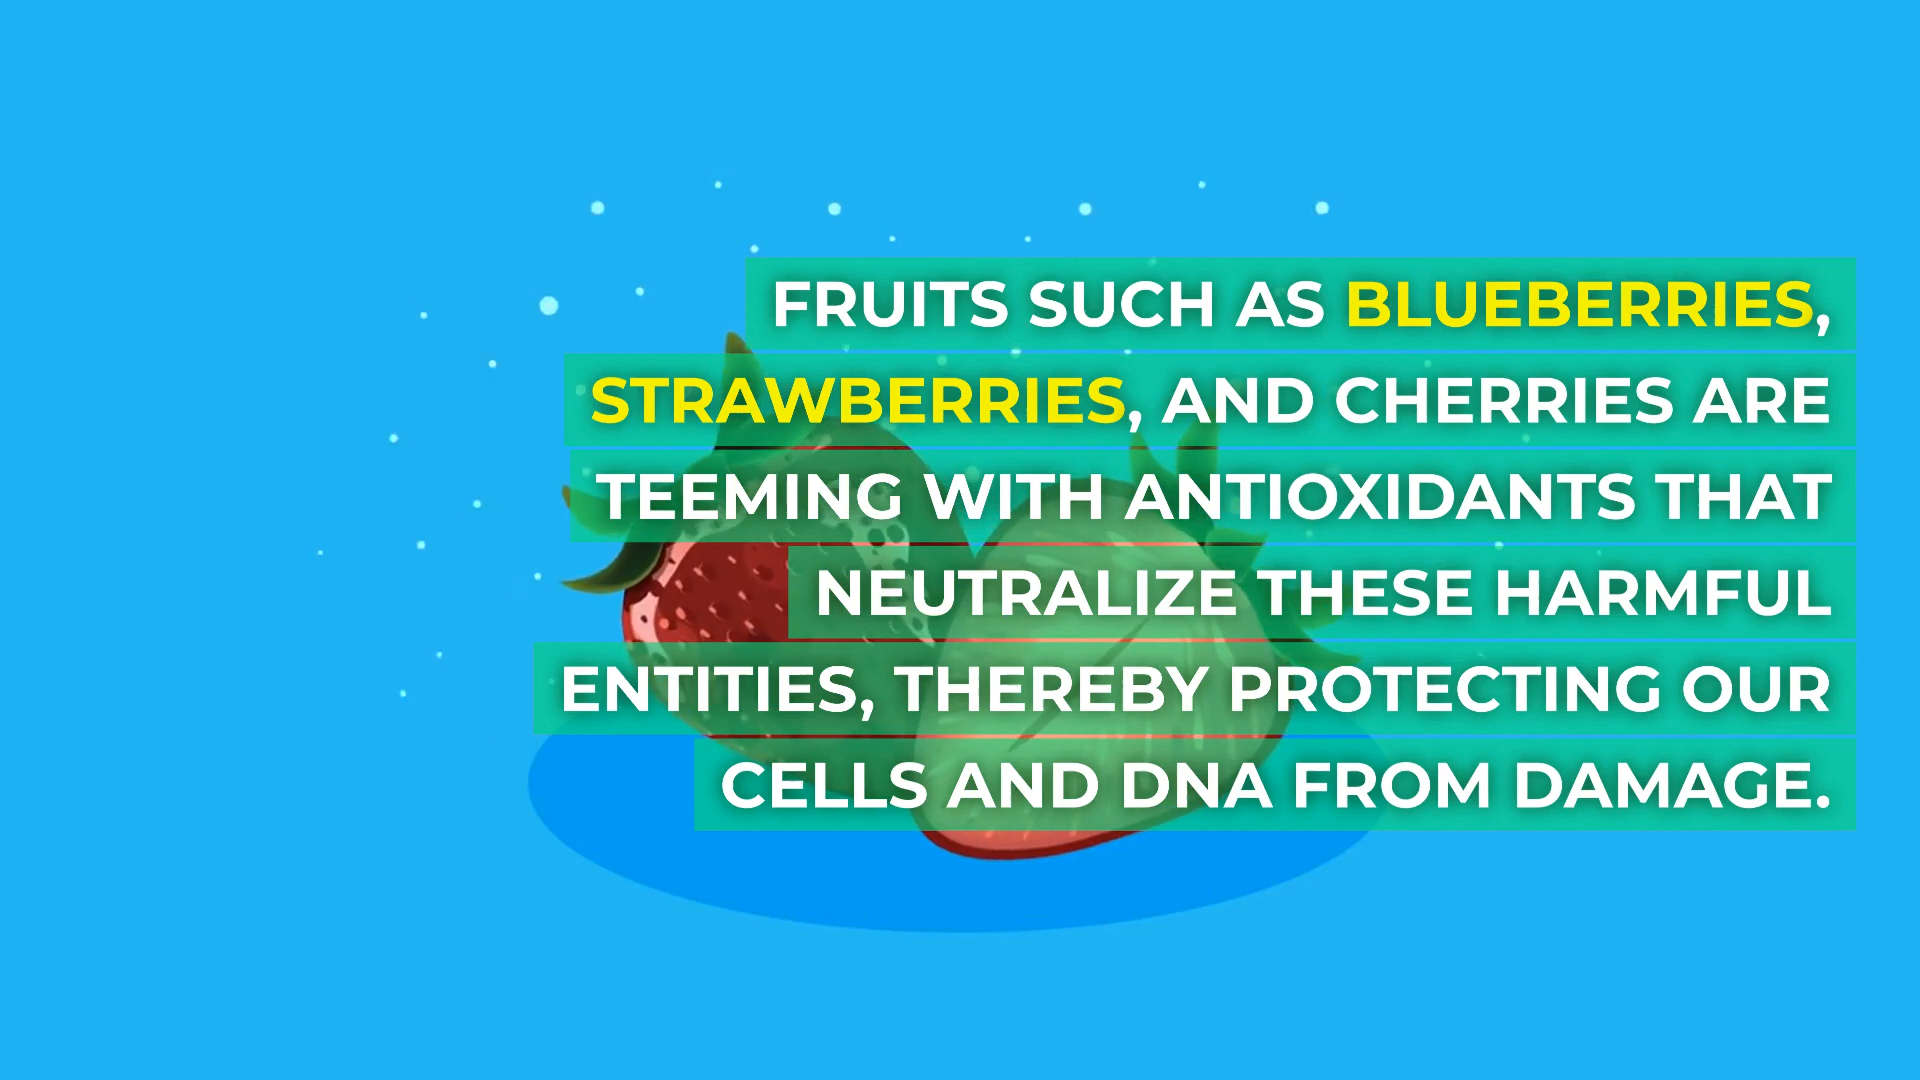 FRUITS SUCH AS BLUEBERRIES,
STRAWBERRIES, AND CHERRIES ARE
TEEMING WITH ANTIOXIDANTS THAT
NEUTRALIZE THESE HARMFUL
ENTITIES, THEREBY PROTECTING OUR
CELLS AND DNA FROM DAMAGE.